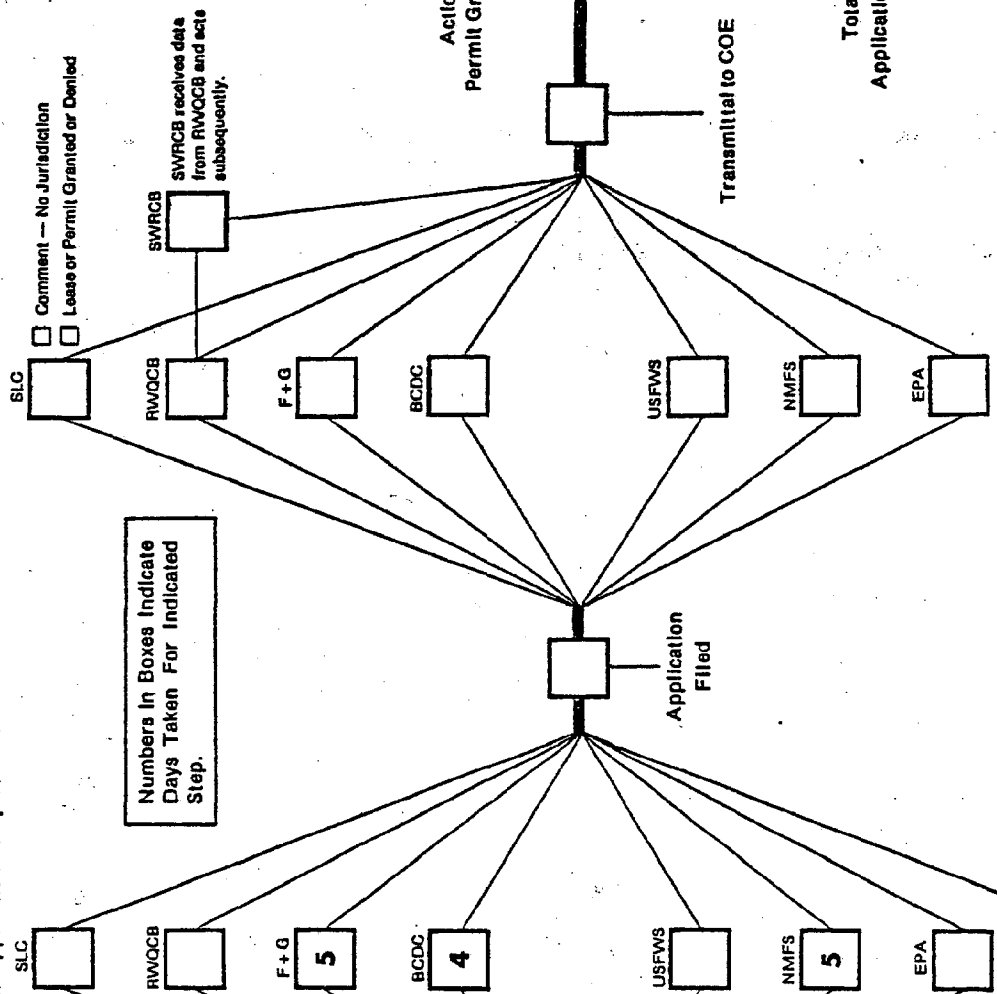 SLC
Comment — No Jurisdiction
Lease or Permit Granted or Denied
SWRCB
SWRCB receives data
from RWQCB and acts
subsequently.
RWQCB
F+G
BCDC
USFWS
NMFS
EPA
Permit
Transmittal to COE
Numbers In Boxes Indicate
Days Taken For Indicated
Step.
Application
Filed
SLC
RWQCB
F+G
5
BCDC
4
USFWS
NMFS
5
EPA